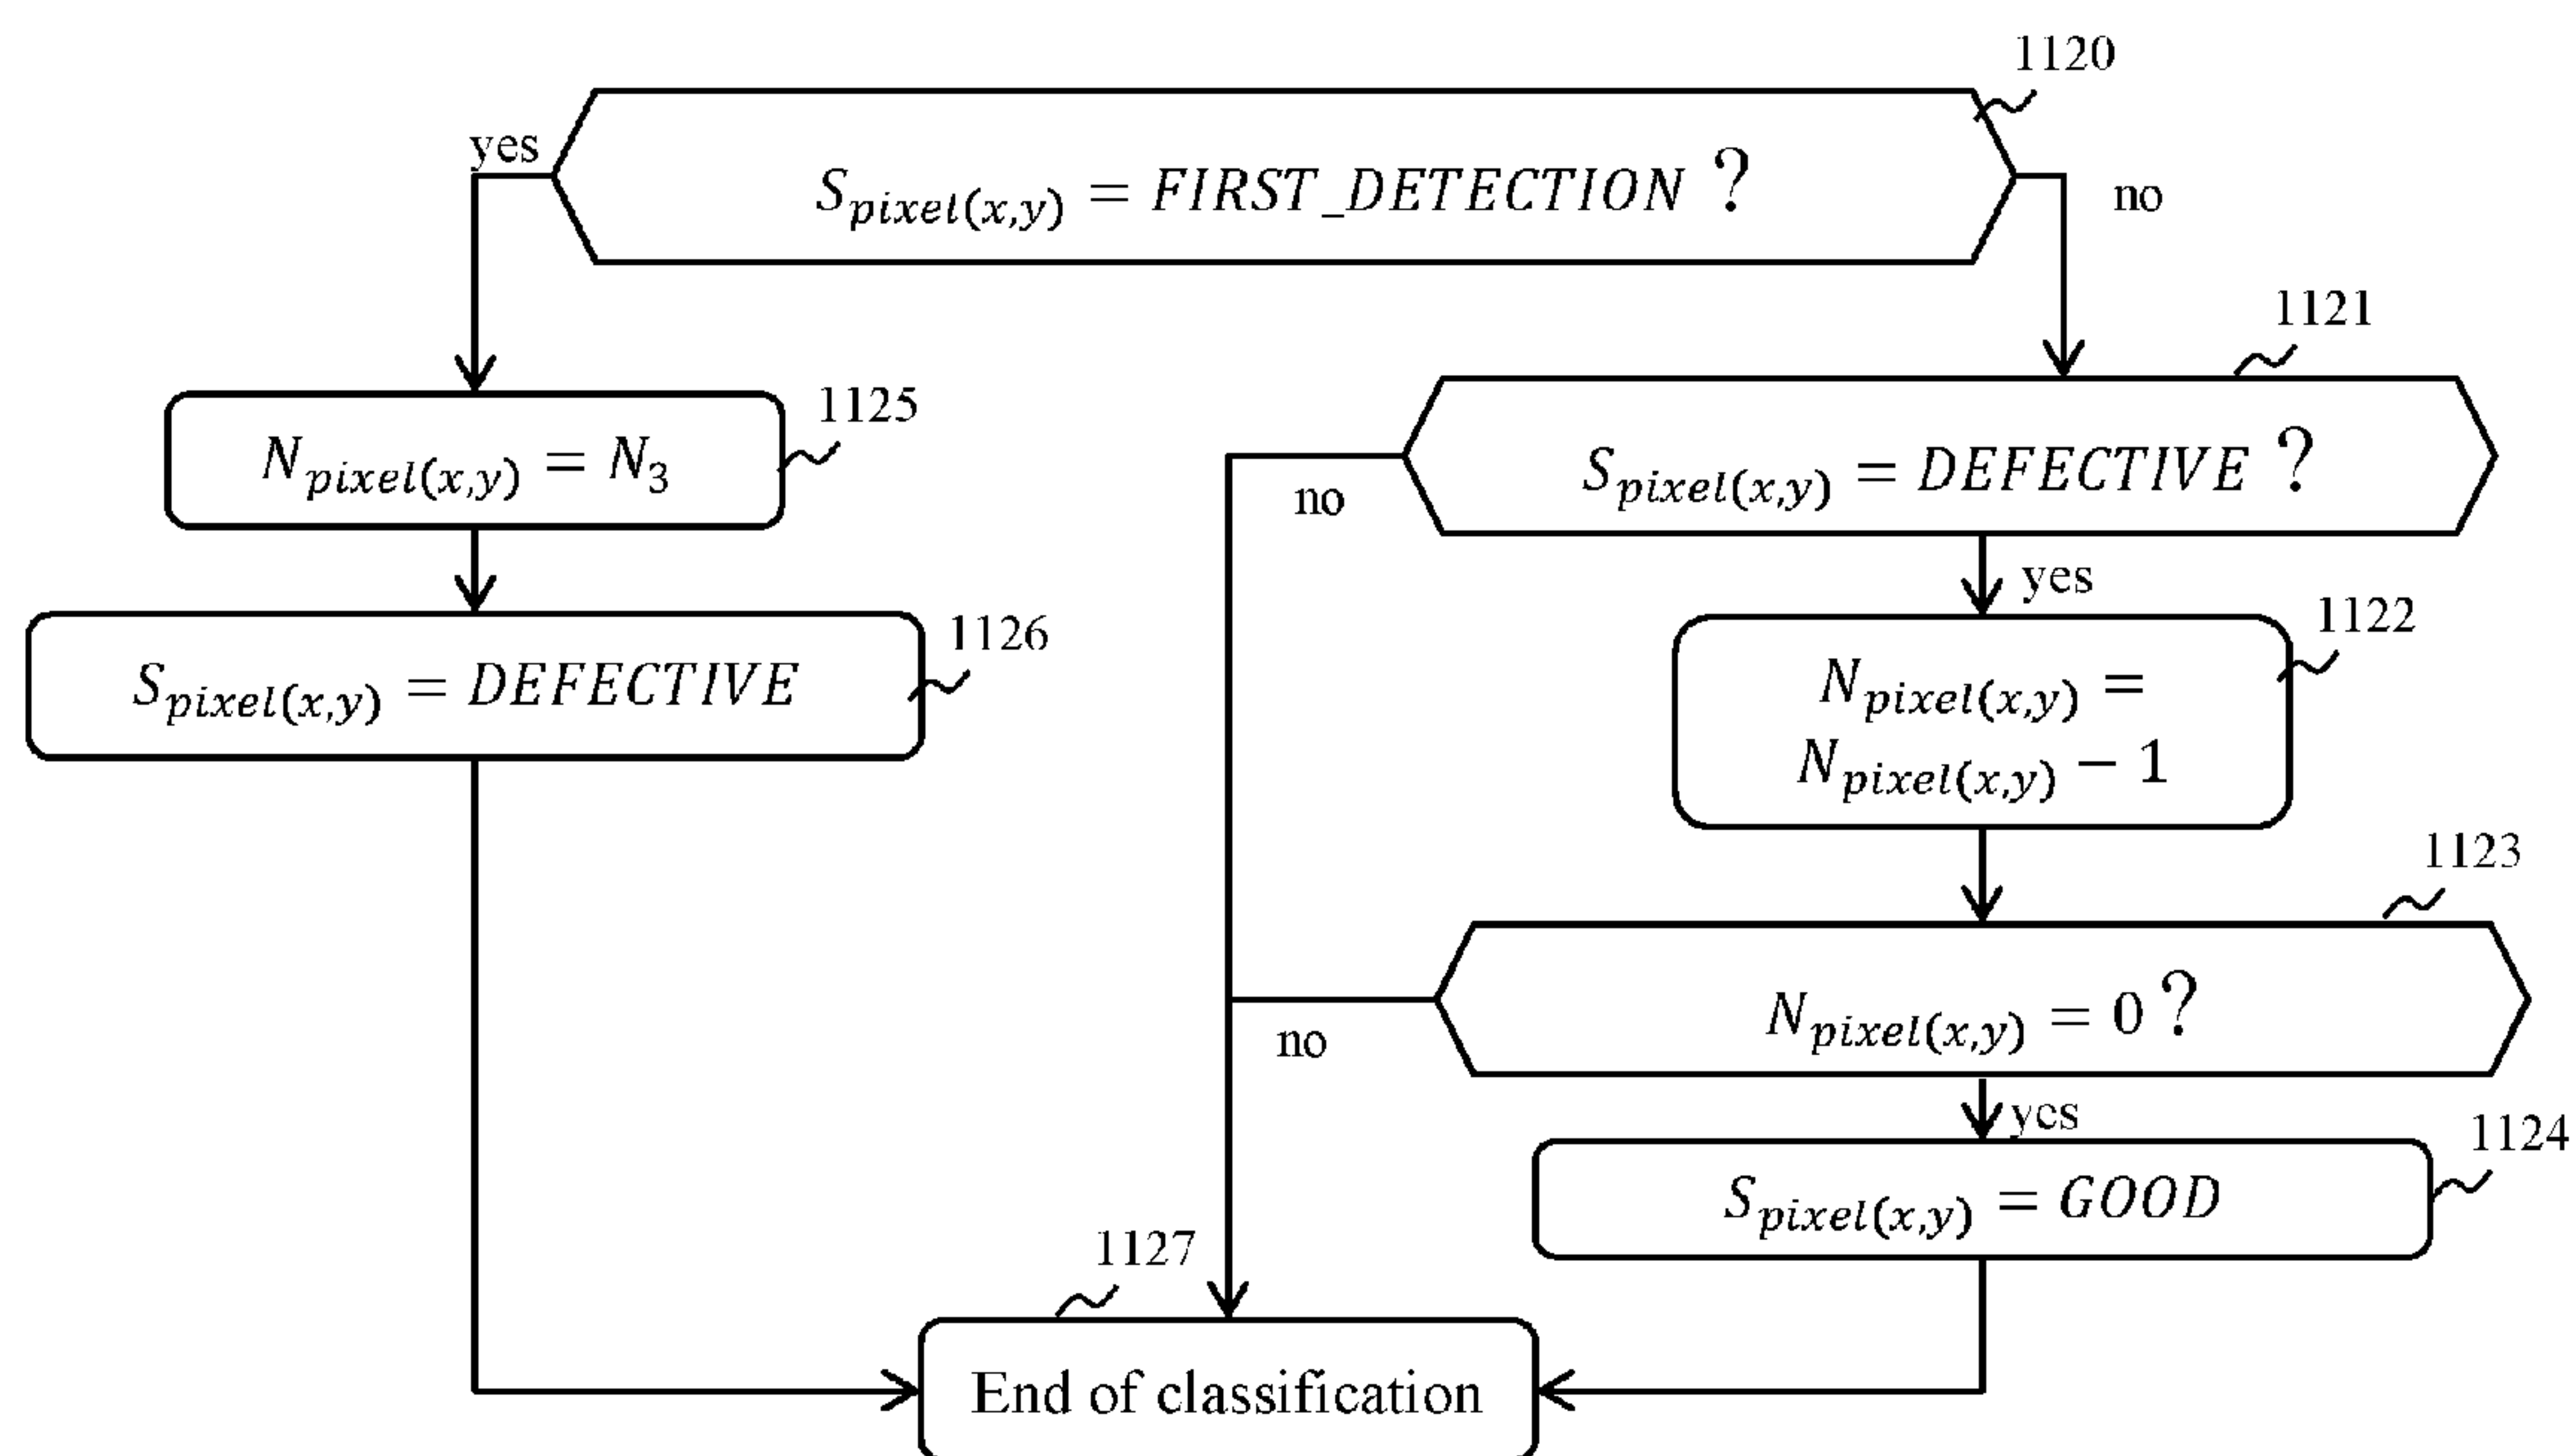 1120
yes
S_pixel(x,y) = FIRST_DETECTION ?
no
1121
1125
N_pixel(x,y) = N_3
S_pixel(x,y) = DEFECTIVE ?
no
yes
1122
1126
S_pixel(x,y) = DEFECTIVE
N_pixel(x,y) =
N_pixel(x,y) − 1
1123
N_pixel(x,y) = 0 ?
no
yes
1124
S_pixel(x,y) = GOOD
1127
End of classification